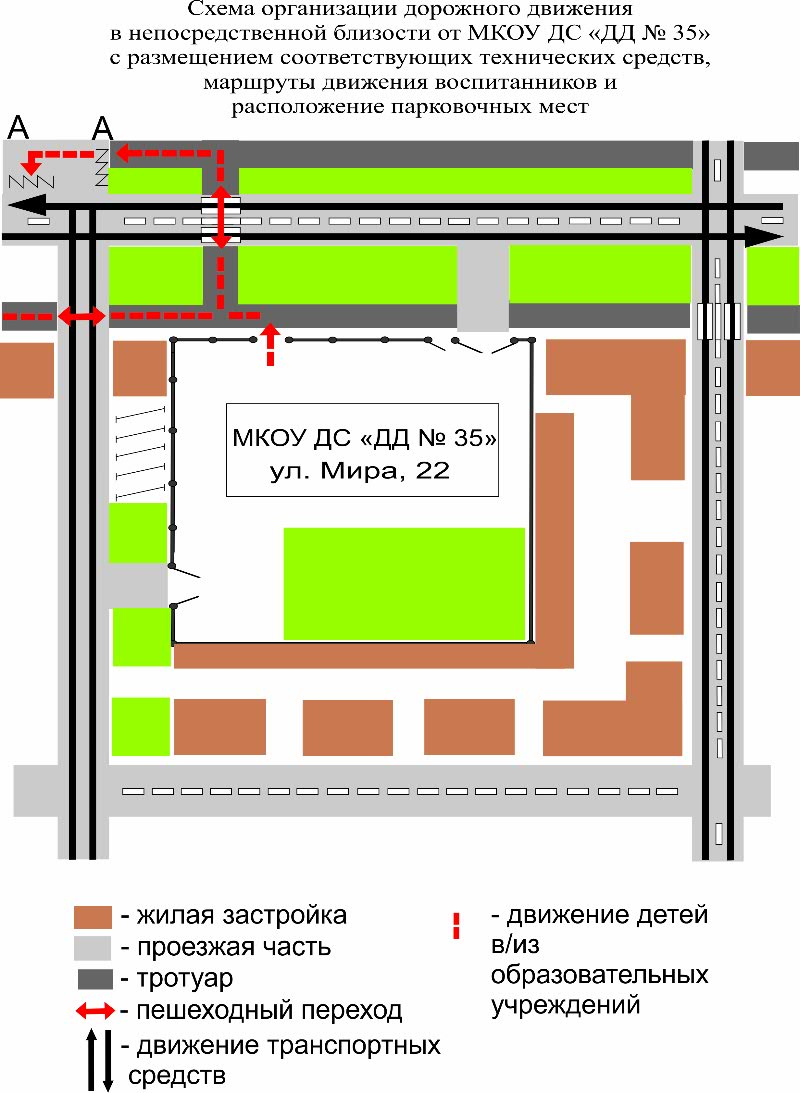 Схема организации дорожного движения
в непосредственной близости от МКОУ ДС «ДД № 35»
с размещением соответствующих технических средств,
маршруты движения воспитанников и
расположение парковочных мест
А А
МКОУ ДС «ДД № 35»
ул. Мира, 22
- жилая застройка
- проезжая часть
- тротуар
- пешеходный переход
- движение транспортных
средств
- движение детей
в/из
образовательных
учреждений